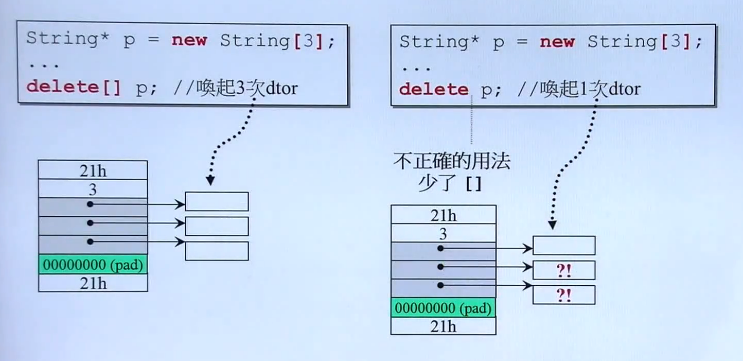 String* p = new String[3];
...
delete[] p; //喚起3次dtor
21h
3
00000000 (pad)
21h
String* p = new String[3];
...
delete p; //喚起1次dtor
不正確的用法
少了 []
21h
3
?!
?!
00000000 (pad)
21h